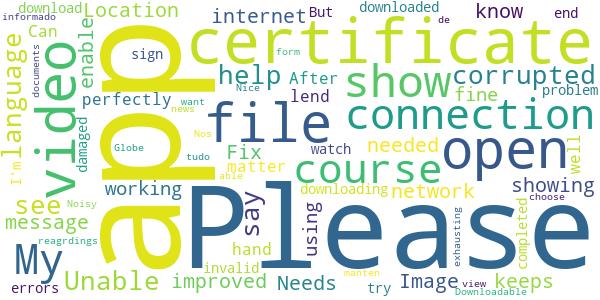 download Location internet downloaded know end
informado But de
Can enable sign certificate
language documents help show After form corrupted
video app perfectly lend fine problem
I'm damaged file connection
news want Nice watch
Globe Nos Fix matter needed open well
see able tudo course
My working say downloading network showing
message Noisy using completed choose
reagrdings hand Please
Unable improved Needs Image keeps
invalid try exhausting view
errors manten Downloadable